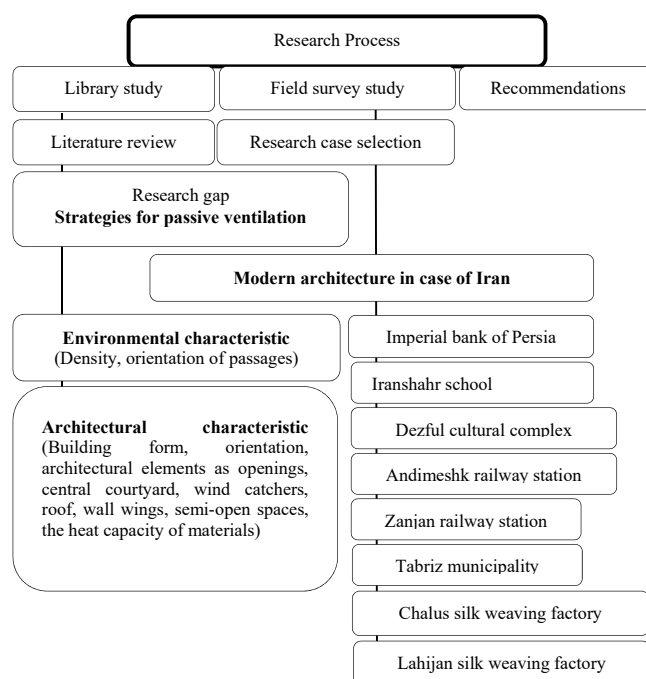 Research Process
Library study
Field survey study
Recommendations
Literature review
Research case selection
Research gap
Strategies for passive ventilation
Modern architecture in case of Iran
Environmental characteristic
(Density, orientation of passages)
Architectural characteristic
(Building form, orientation,
architectural elements as openings,
central courtyard, wind catchers,
roof, wall wings, semi-open spaces,
the heat capacity of materials)
Imperial bank of Persia
Iranshahr school
Dezful cultural complex
Andimeshk railway station
Zanjan railway station
Tabriz municipality
Chalus silk weaving factory
Lahijan silk weaving factory